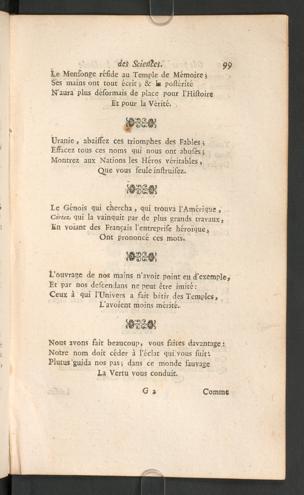 des Sciences. 99
Le Mensonge réside au Temple de Mémoire ;
Ses mains ont tout écrit ; & la postérité
N'aura plus désormais de place pour l'Histoire
Et pour la Vérité.
Uranie, abaissez ces triomphes des Fables ;
Effacez tous ces noms qui nous ont abusés ;
Montrez aux Nations les Héros véritables,
Que vous seule instruisez.
Le Génois qui chercha, qui trouva l'Amérique,
Cortez qui la vainquit par de plus grands travaux,
En voiant des Français l'entreprise héroïque,
Ont prononcé ces mots.
L'ouvrage de nos mains n'avoit point eu d'exemple,
Et par nos descendans ne peut être imité :
Ceux à qui l'Univers a fait bâtir des Temples,
L'avoient moins mérité.
Nous avons fait beaucoup, vous faites davantage :
Notre nom doit céder à l'éclat qui vous suit.
Plutus guida nos pas ; dans ce monde sauvage
La Vertu vous conduit.
G 2 Comme